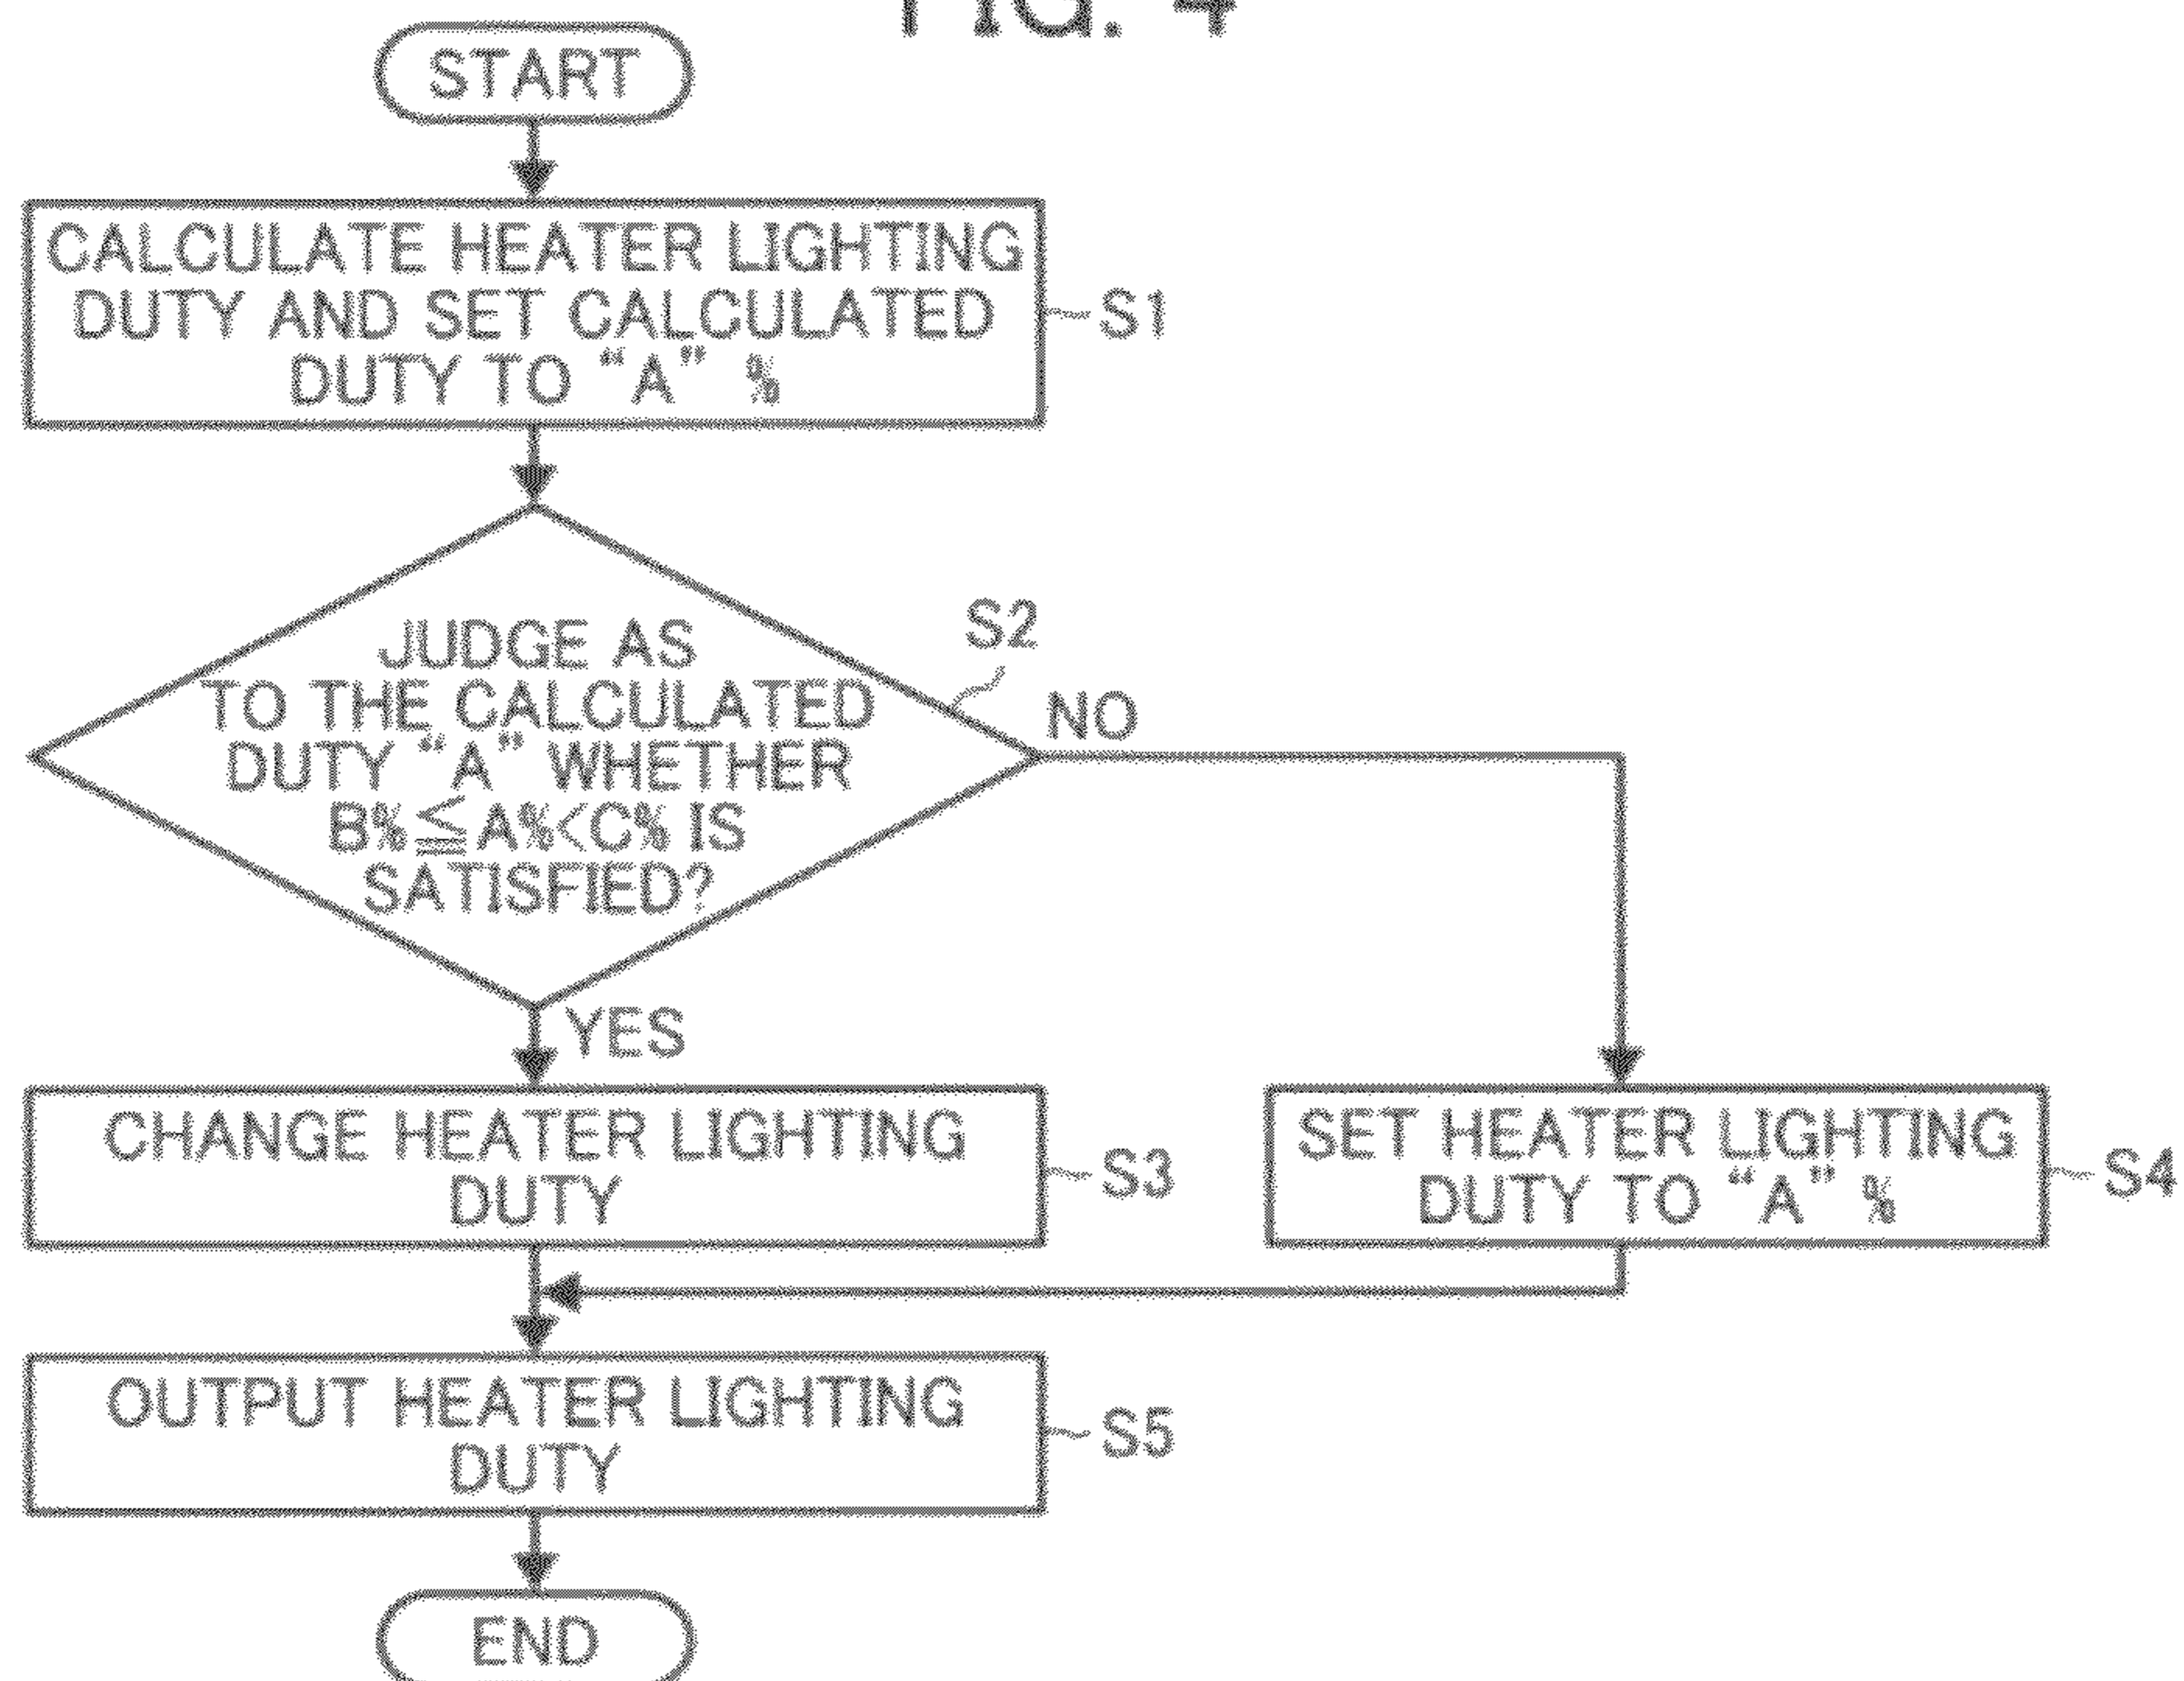 FIG. 4
START
CALCULATE HEATER LIGHTING
DUTY AND SET CALCULATED
DUTY TO “A” %
S1
JUDGE AS
TO THE CALCULATED
DUTY “A” WHETHER
B%≦A%<C% IS
SATISFIED?
S2
NO
YES
CHANGE HEATER LIGHTING
DUTY
S3
SET HEATER LIGHTING
DUTY TO “A” %
S4
OUTPUT HEATER LIGHTING
DUTY
S5
END